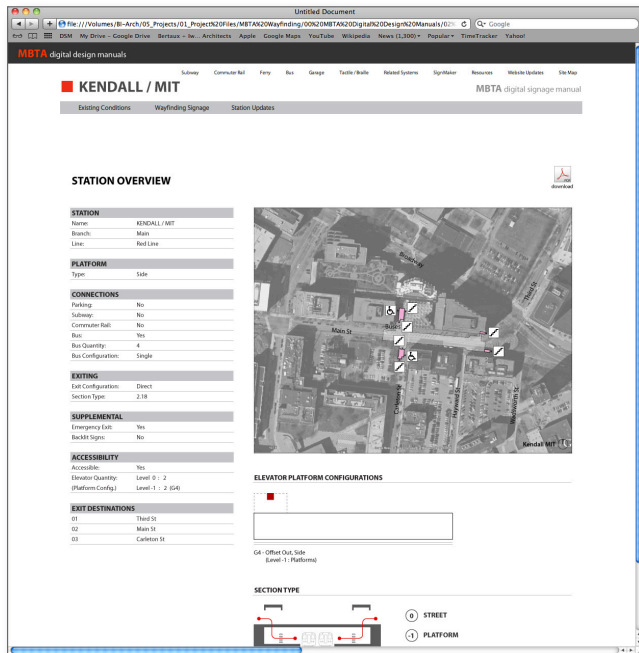 Untitled Document
file:///Volumes/BI-Arch/05_Projects/01_Project%20Files/MBTA%20Wayfinding/00%20MBTA%20Digital%20Design%20Manuals/02%
Google
DSM My Drive – Google Drive Bertaux – Iw... Architects Apple Google Maps YouTube Wikipedia News (1,300) Popular TimeTracker Yahoo!
MBTA digital design manuals
Subway Commuter Rail Ferry Bus Garage Tactile / Braille Related Systems SignMaker Resources Website Updates Site Map
KENDALL / MIT
MBTA digital signage manual
Existing Conditions Wayfinding Signage Station Updates
STATION OVERVIEW
download
STATION
Name: KENDALL / MIT
Branch: Main
Line: Red Line
PLATFORM
Type: Side
CONNECTIONS
Parking: No
Subway: No
Commuter Rail: No
Bus: Yes
Bus Quantity: 4
Bus Configuration: Single
EXITING
Exit Configuration: Direct
Section Type: 2.18
SUPPLEMENTAL
Emergency Exit: Yes
Backlit Signs: No
ACCESSIBILITY
Accessible: Yes
Elevator Quantity: Level 0 : 2
(Platform Config.) Level -1 : 2 (G4)
EXIT DESTINATIONS
01 Third St
02 Main St
03 Carleton St
Broadway
Third St
Main St
Buses
Carleton St
Hayward St
Wadsworth St
Kendall MIT
ELEVATOR PLATFORM CONFIGURATIONS
G4 - Offset Out, Side
(Level -1 : Platforms)
SECTION TYPE
0 STREET
-1 PLATFORM